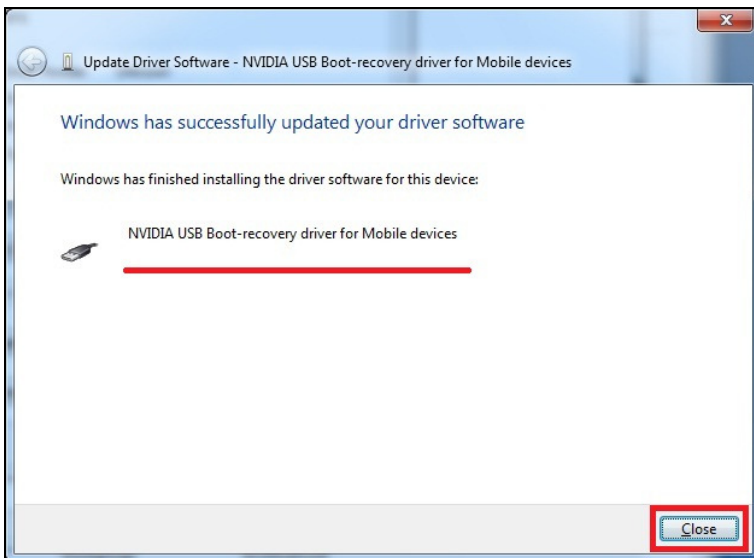 Update Driver Software - NVIDIA USB Boot-recovery driver for Mobile devices
Windows has successfully updated your driver software
Windows has finished installing the driver software for this device:
NVIDIA USB Boot-recovery driver for Mobile devices
Close